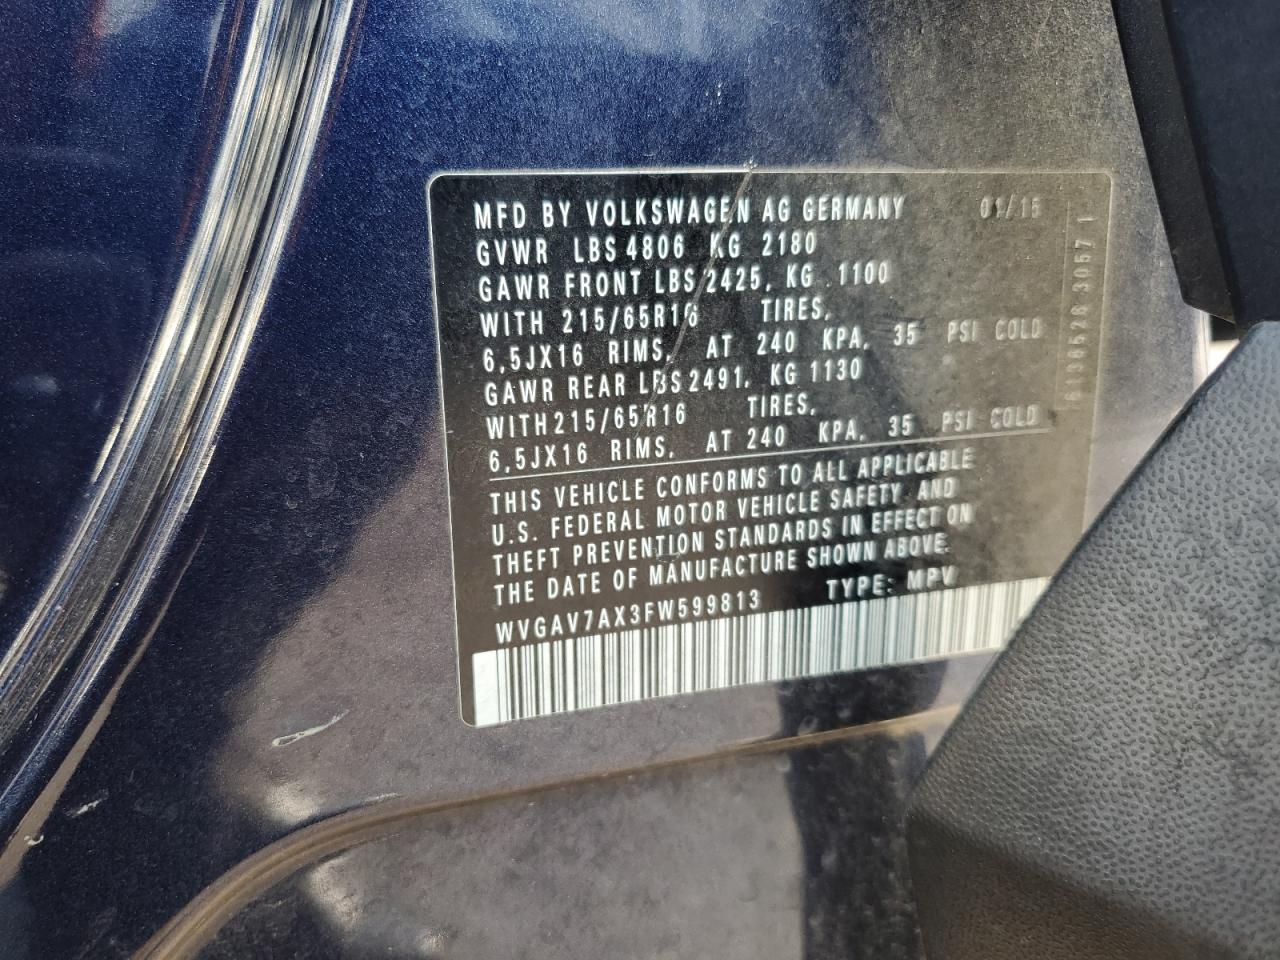 MFD BY VOLKSWAGEN AG GERMANY 01/15
GVWR LBS 4806 KG 2180
GAWR FRONT LBS 2425, KG 1100
WITH 215/65R16 TIRES,
6,5JX16 RIMS, AT 240 KPA, 35 PSI COLD
GAWR REAR LBS 2491, KG 1130
WITH 215/65R16 TIRES,
6,5JX16 RIMS, AT 240 KPA, 35 PSI COLD
THIS VEHICLE CONFORMS TO ALL APPLICABLE
U.S. FEDERAL MOTOR VEHICLE SAFETY AND
THEFT PREVENTION STANDARDS IN EFFECT ON
THE DATE OF MANUFACTURE SHOWN ABOVE.
WVGAV7AX3FW599813 TYPE: MPV